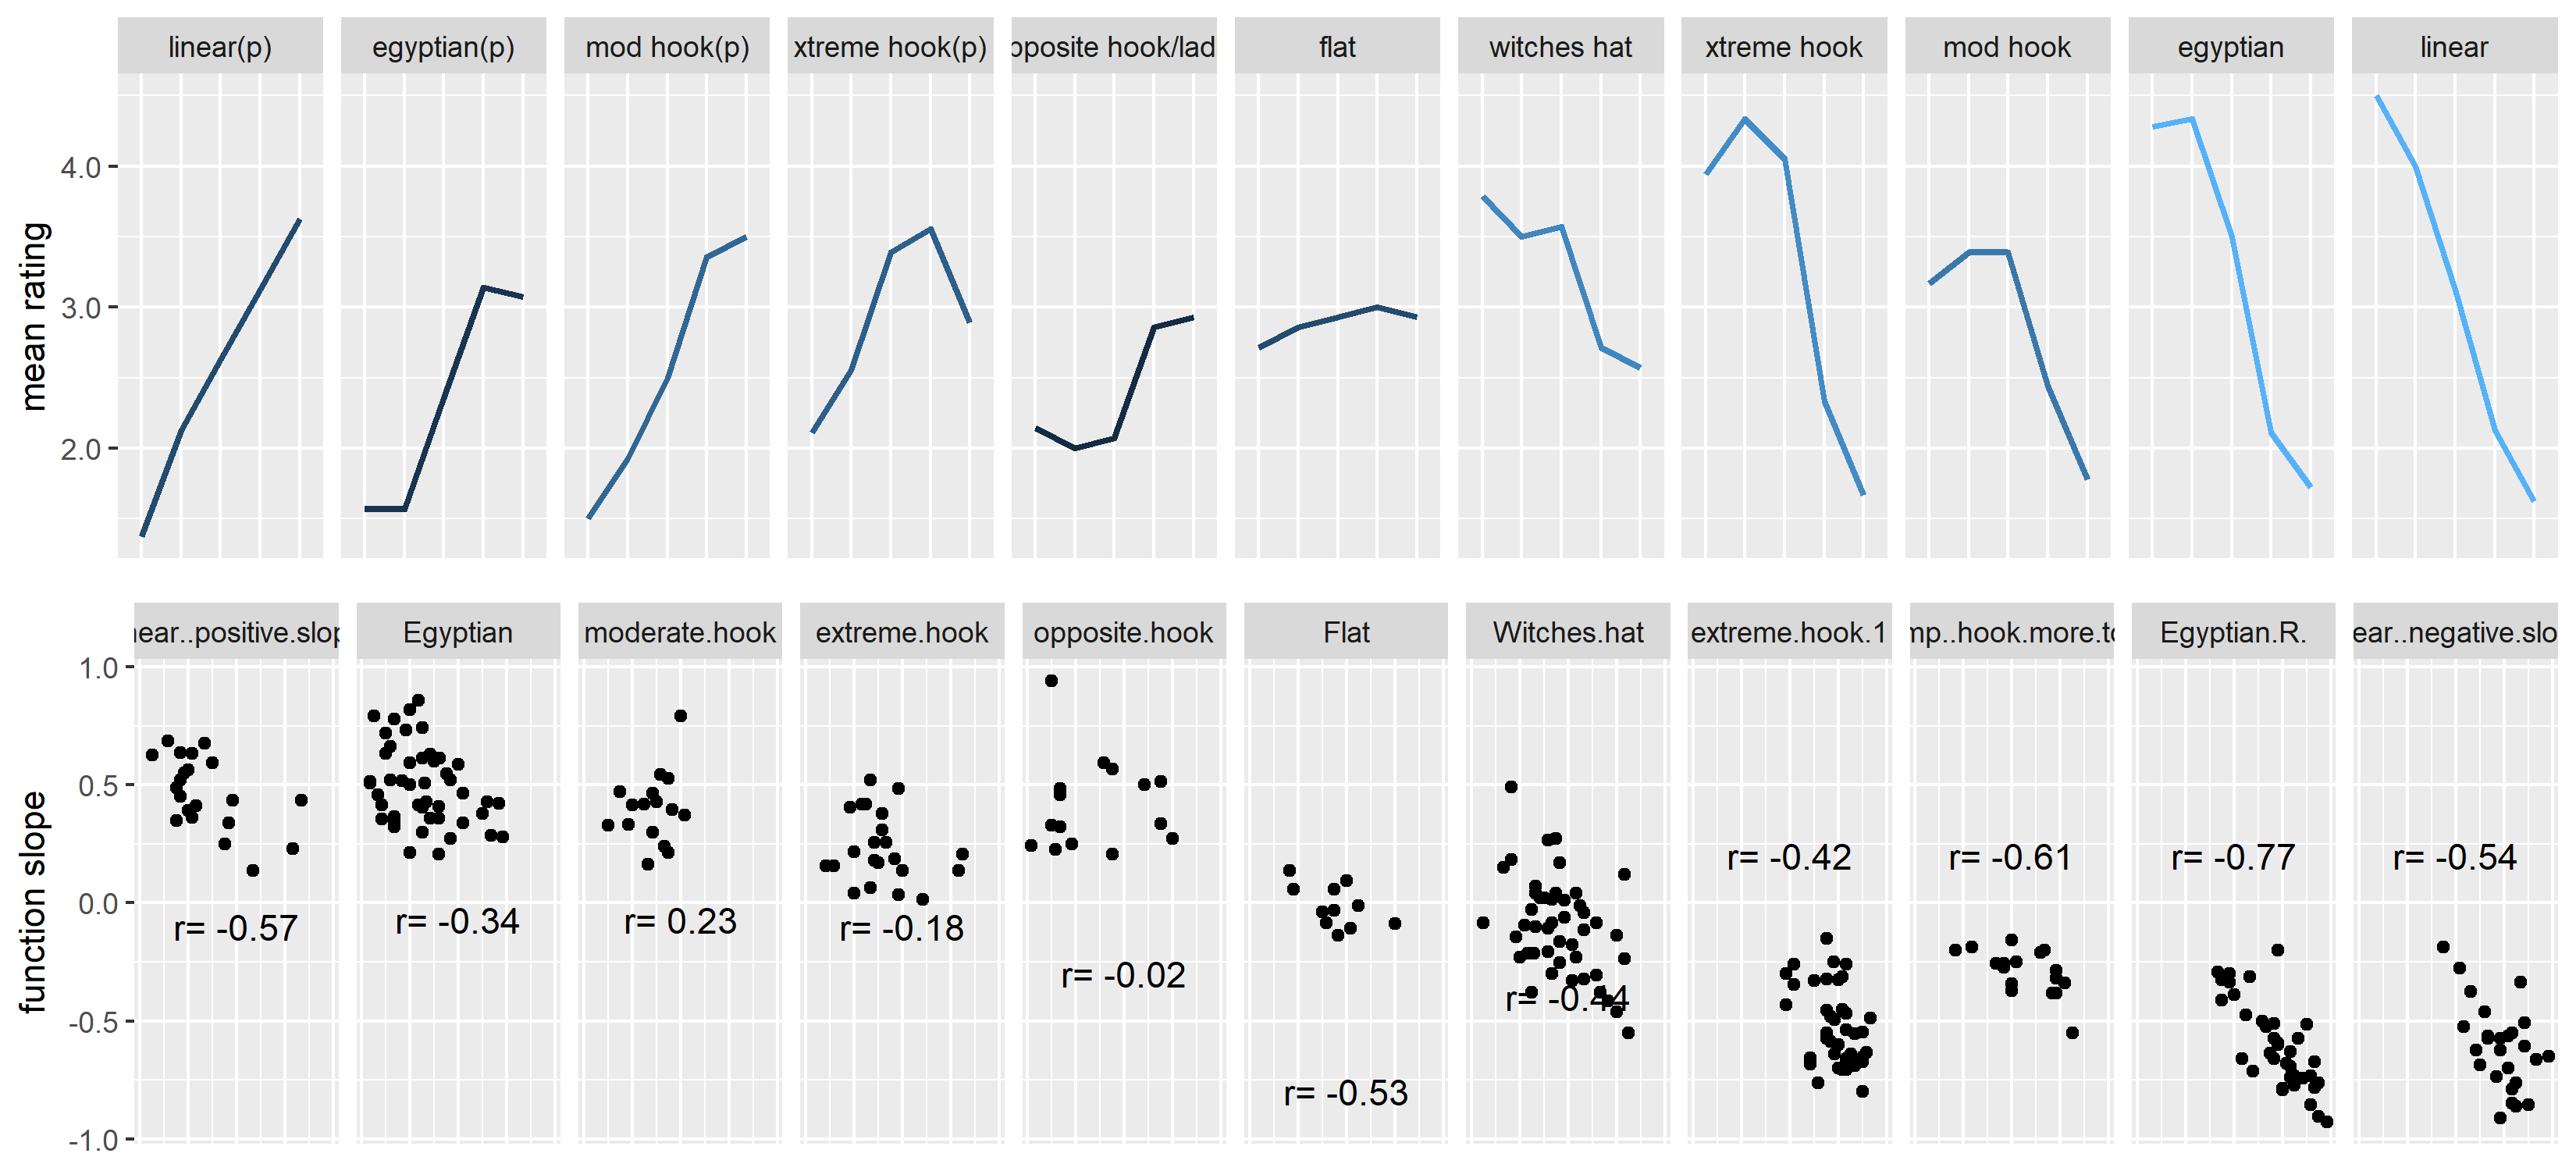 linear(p) egyptian(p) mod hook(p) xtreme hook(p) pposite hook/lad flat witches hat xtreme hook mod hook egyptian linear
mean rating
4.0
3.0
2.0
near..positive.slop Egyptian moderate.hook extreme.hook opposite.hook Flat Witches.hat extreme.hook.1 mp..hook.more.to Egyptian.R. ear..negative.slo
function slope
1.0
0.5
0.0
-0.5
-1.0
r= -0.57
r= -0.34
r= 0.23
r= -0.18
r= -0.02
r= -0.53
r= -0.44
r= -0.42
r= -0.61
r= -0.77
r= -0.54